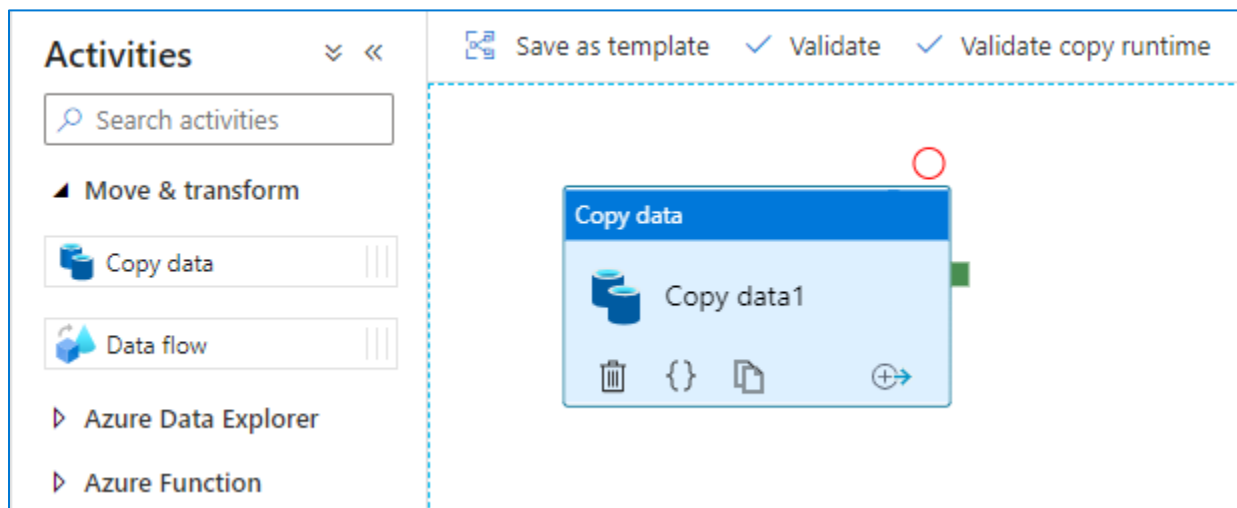 Activities
Search activities
Move & transform
Copy data
Data flow
Azure Data Explorer
Azure Function
Save as template Validate Validate copy runtime
Copy data
Copy data1
{}